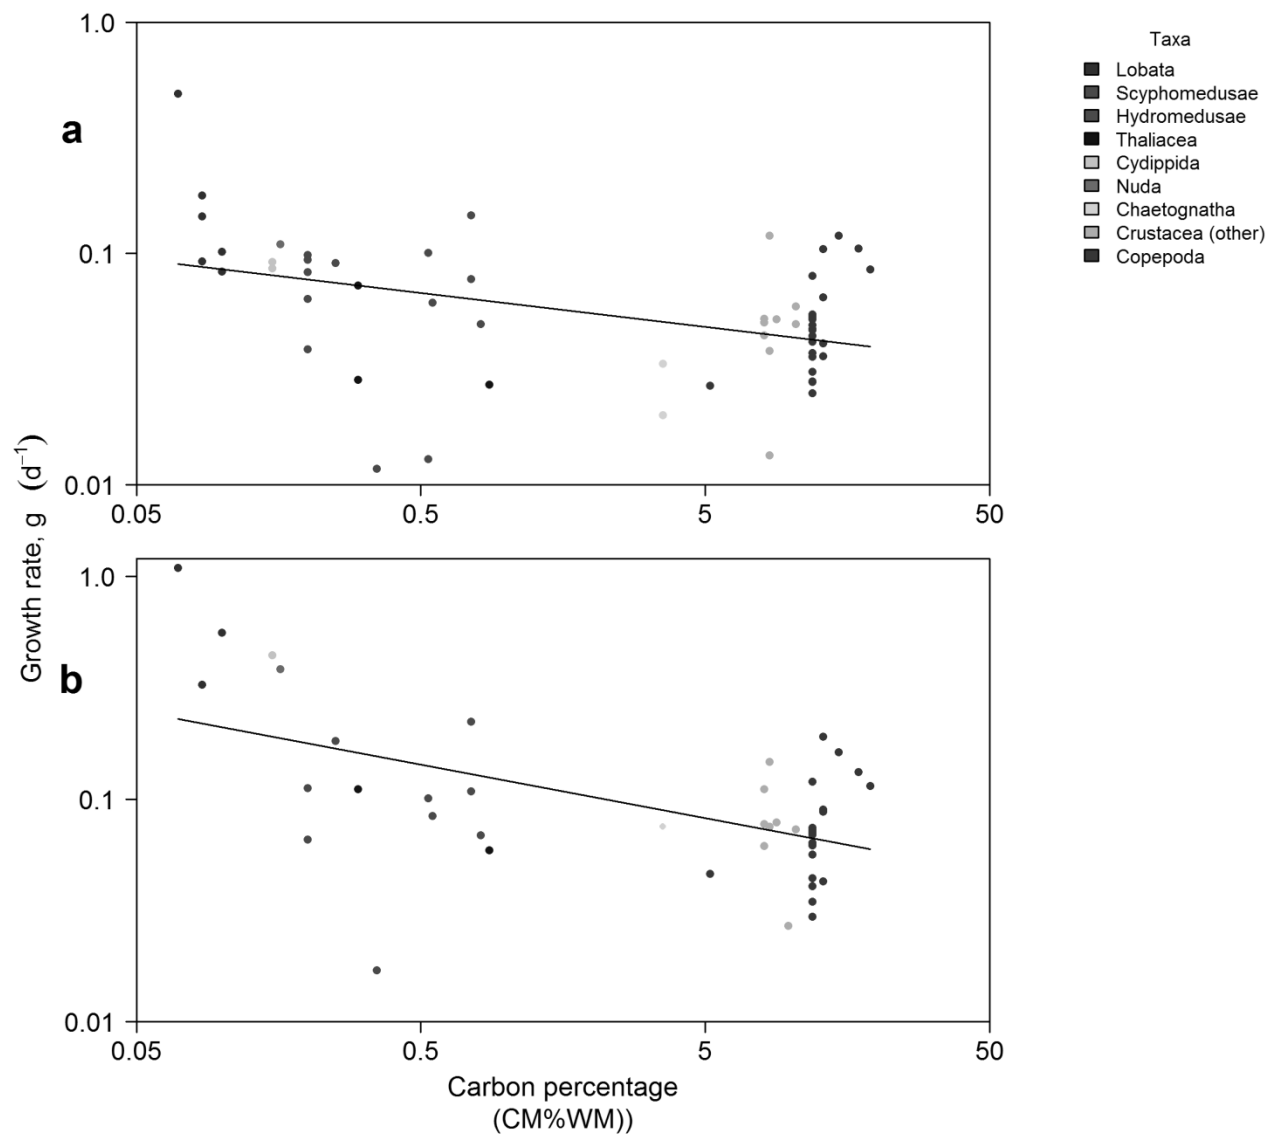 1.0
a
0.1
0.01
0.05
0.5
5
50
Taxa
Lobata
Scyphomedusae
Hydromedusae
Thaliacea
Cydippida
Nuda
Chaetognatha
Crustacea (other)
Copepoda
Growth rate, g (d⁻¹)
1.0
b
0.1
0.01
0.05
0.5
5
50
Carbon percentage
(CM%WM))